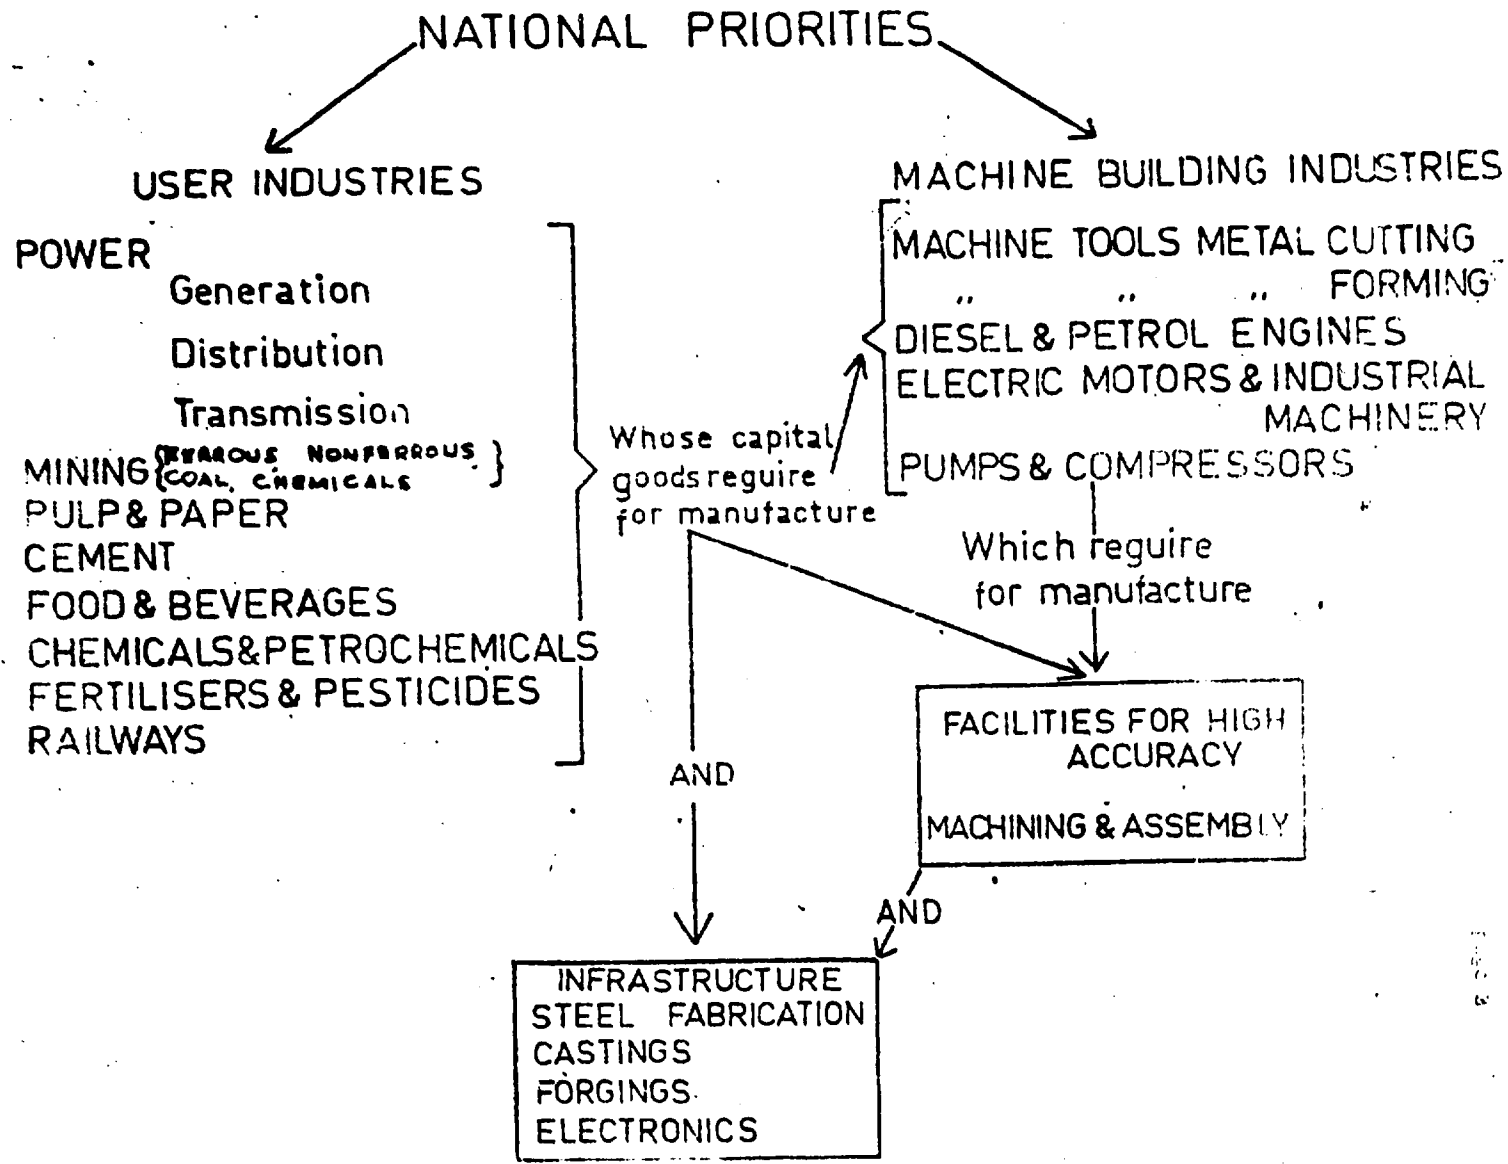 NATIONAL PRIORITIES
USER INDUSTRIES
POWER
Generation
Distribution
Transmission
MINING { FERROUS NONFERROUS }
COAL, CHEMICALS
PULP & PAPER
CEMENT
FOOD & BEVERAGES
CHEMICALS & PETROCHEMICALS
FERTILISERS & PESTICIDES
RAILWAYS
Whose capital
goods reguire
for manufacture
MACHINE BUILDING INDUSTRIES
MACHINE TOOLS METAL CUTTING
" " " FORMING
DIESEL & PETROL ENGINES
ELECTRIC MOTORS & INDUSTRIAL
MACHINERY
PUMPS & COMPRESSORS
Which reguire
for manufacture
FACILITIES FOR HIGH
ACCURACY
MACHINING & ASSEMBLY
AND
AND
INFRASTRUCTURE
STEEL FABRICATION
CASTINGS
FORGINGS
ELECTRONICS